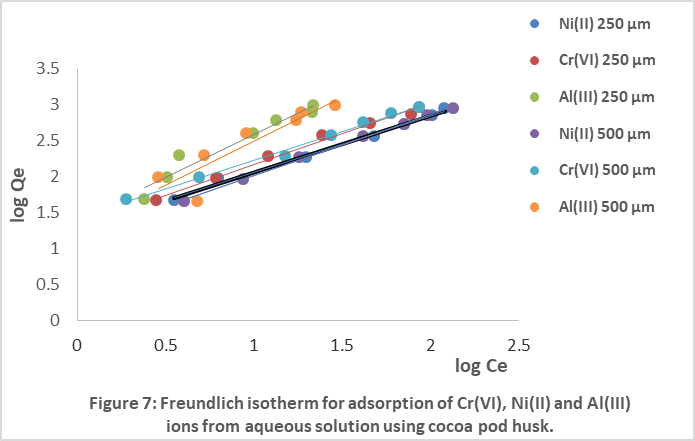 Ni(II) 250 µm
Cr(VI) 250 µm
Al(III) 250 µm
Ni(II) 500 µm
Cr(VI) 500 µm
Al(III) 500 µm
3.5
3
2.5
2
1.5
1
0.5
0
log Qe
0 0.5 1 1.5 2 2.5
log Ce
Figure 7: Freundlich isotherm for adsorption of Cr(VI), Ni(II) and Al(III)
ions from aqueous solution using cocoa pod husk.